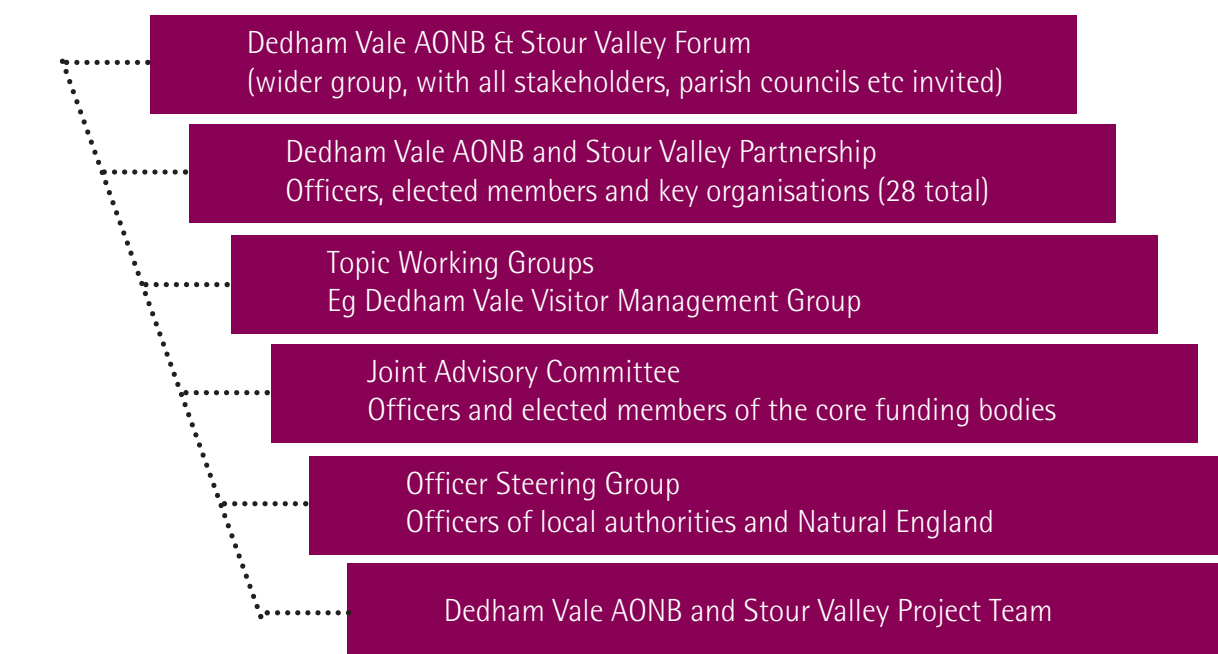 Dedham Vale AONB & Stour Valley Forum
(wider group, with all stakeholders, parish councils etc invited)
Dedham Vale AONB and Stour Valley Partnership
Officers, elected members and key organisations (28 total)
Topic Working Groups
Eg Dedham Vale Visitor Management Group
Joint Advisory Committee
Officers and elected members of the core funding bodies
Officer Steering Group
Officers of local authorities and Natural England
Dedham Vale AONB and Stour Valley Project Team